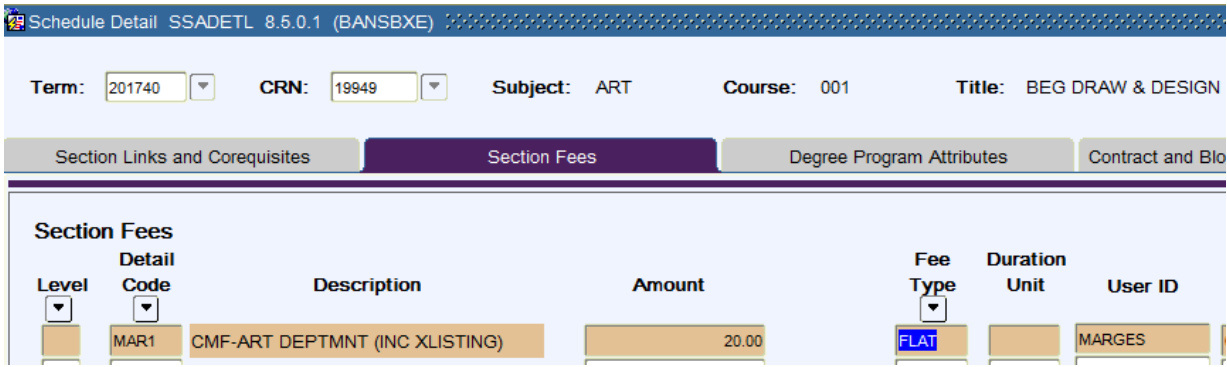 Schedule Detail SSADETL 8.5.0.1 (BANSBXE)
Term: 201740 CRN: 19949 Subject: ART Course: 001 Title: BEG DRAW & DESIGN
Section Links and Corequisites Section Fees Degree Program Attributes Contract and Blo
Section Fees
Detail Fee Duration
Level Code Description Amount Type Unit User ID
MAR1 CMF-ART DEPTMNT (INC XLISTING) 20.00 FLAT MARGES